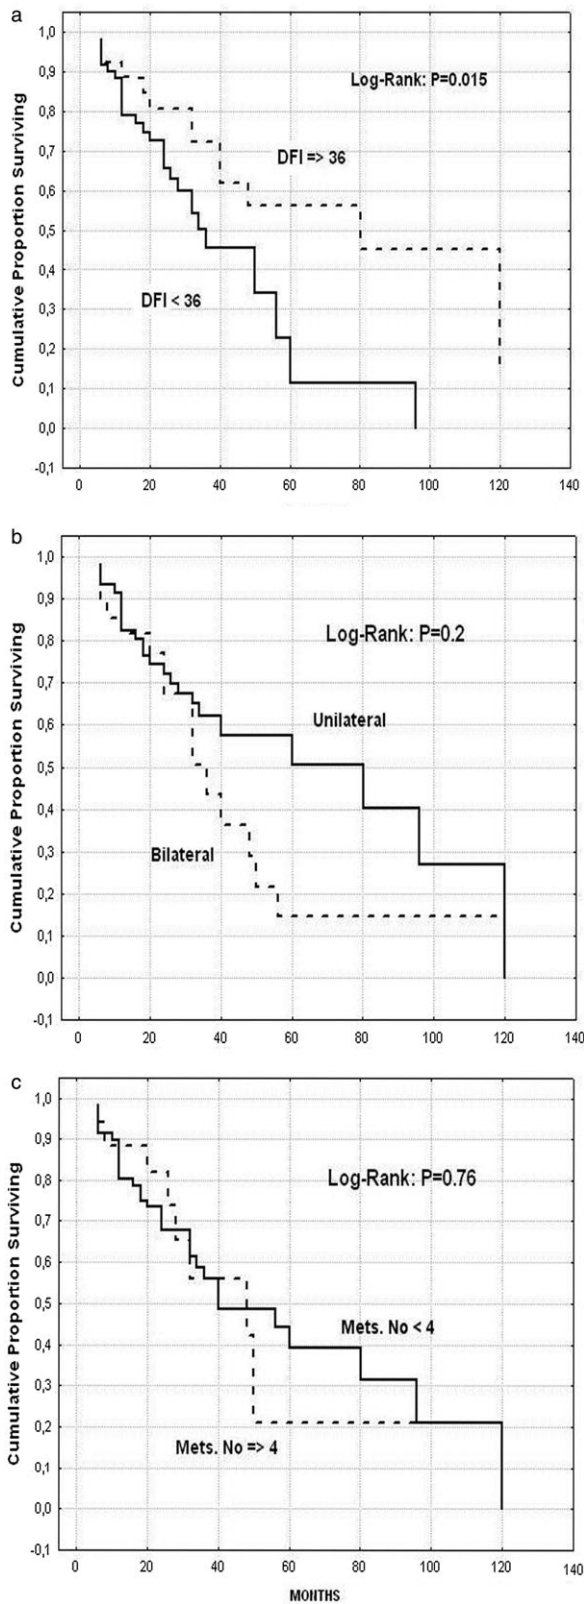 a
1,0
0,9
0,8
0,7
0,6
0,5
0,4
0,3
0,2
0,1
0,0
-0,1
Cumulative Proportion Surviving
Log-Rank: P=0.015
DFI => 36
DFI < 36
0 20 40 60 80 100 120 140
b
1,0
0,9
0,8
0,7
0,6
0,5
0,4
0,3
0,2
0,1
0,0
-0,1
Cumulative Proportion Surviving
Log-Rank: P=0.2
Unilateral
Bilateral
0 20 40 60 80 100 120 140
c
1,0
0,9
0,8
0,7
0,6
0,5
0,4
0,3
0,2
0,1
0,0
-0,1
Cumulative Proportion Surviving
Log-Rank: P=0.76
Mets. No < 4
Mets. No => 4
0 20 40 60 80 100 120 140
MONTHS